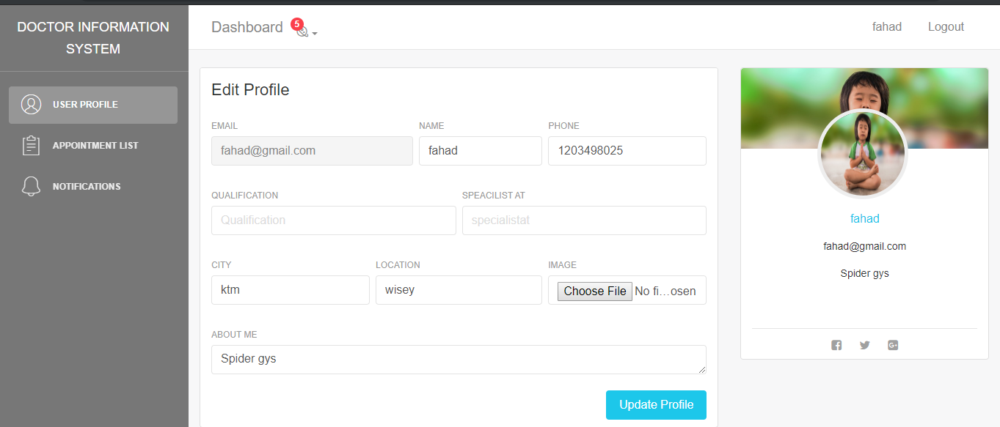 DOCTOR INFORMATION
SYSTEM
USER PROFILE
APPOINTMENT LIST
NOTIFICATIONS
Dashboard 5
fahad Logout
Edit Profile
EMAIL NAME PHONE
fahad@gmail.com fahad 1203498025
QUALIFICATION SPEACILIST AT
Qualification specialistat
CITY LOCATION IMAGE
ktm wisey Choose File No fi...osen
ABOUT ME
Spider gys
Update Profile
fahad
fahad@gmail.com
Spider gys